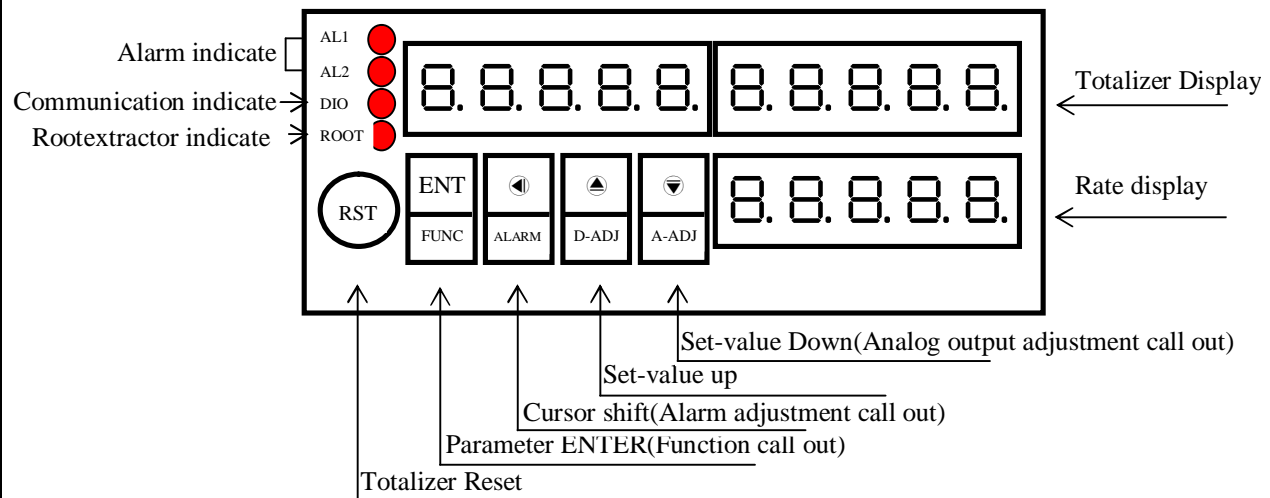 Alarm indicate
Communication indicate
Rootextractor indicate
AL1
AL2
DIO
ROOT
8.8.8.8.8.
8.8.8.8.8.
Totalizer Display
RST
ENT
FUNC
ALARM
D-ADJ
A-ADJ
8.8.8.8.8.
Rate display
Set-value Down(Analog output adjustment call out)
Set-value up
Cursor shift(Alarm adjustment call out)
Parameter ENTER(Function call out)
Totalizer Reset